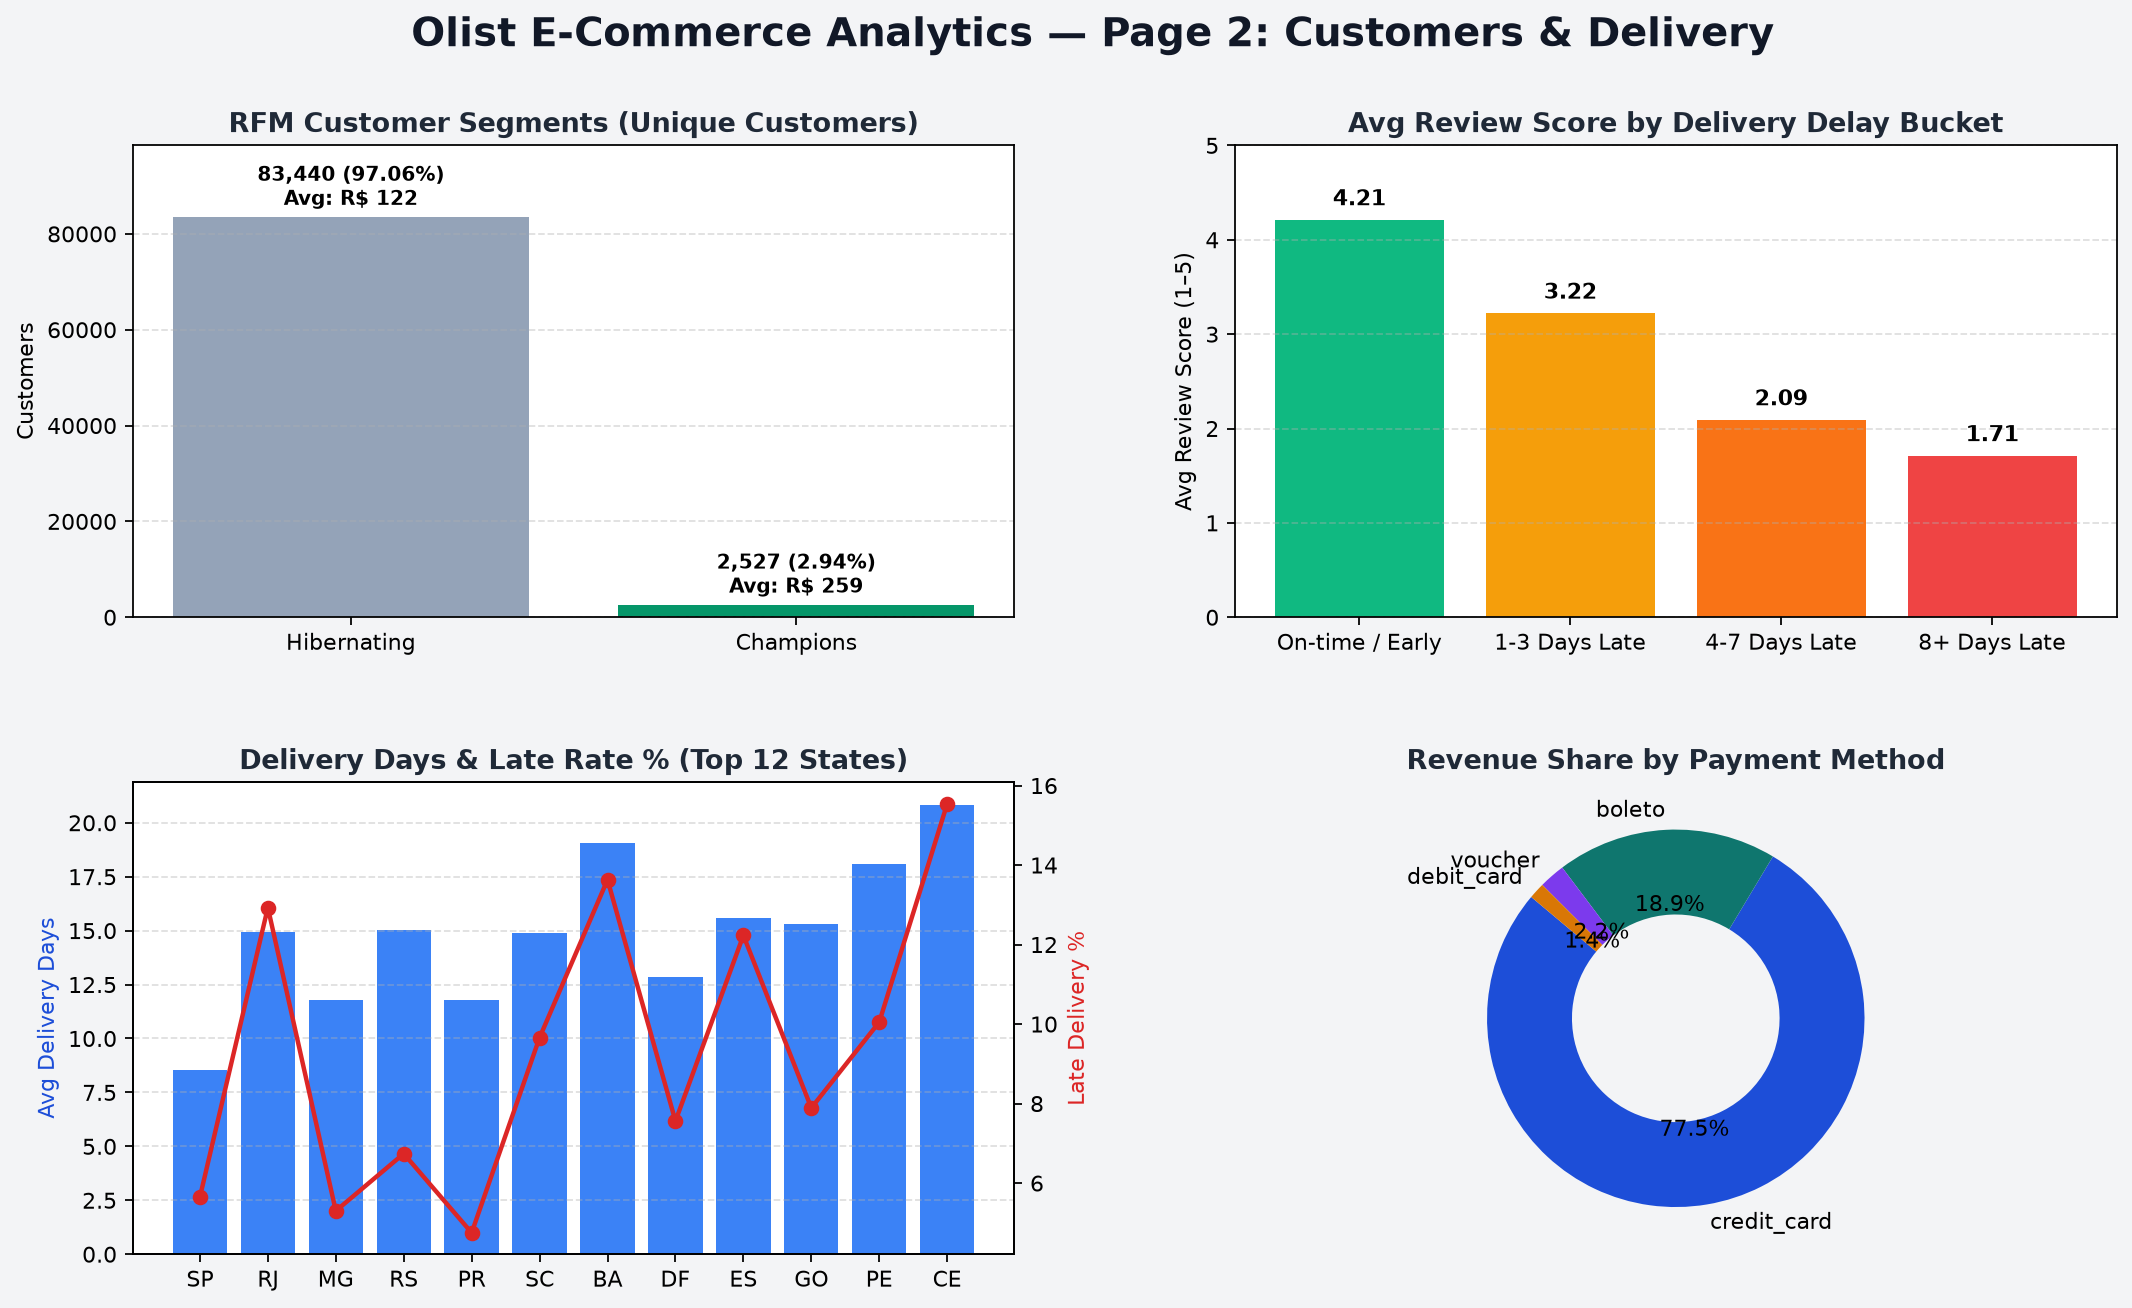 Olist E-Commerce Analytics — Page 2: Customers & Delivery
RFM Customer Segments (Unique Customers)
83,440 (97.06%)
Avg: R$ 122
2,527 (2.94%)
Avg: R$ 259
Customers
80000
60000
40000
20000
0
Hibernating
Champions
Avg Review Score by Delivery Delay Bucket
Avg Review Score (1–5)
5
4
3
2
1
0
4.21
3.22
2.09
1.71
On-time / Early
1-3 Days Late
4-7 Days Late
8+ Days Late
Delivery Days & Late Rate % (Top 12 States)
Avg Delivery Days
20.0
17.5
15.0
12.5
10.0
7.5
5.0
2.5
0.0
16
14
12
10
8
6
Late Delivery %
SP
RJ
MG
RS
PR
SC
BA
DF
ES
GO
PE
CE
Revenue Share by Payment Method
boleto
voucher
debit_card
18.9%
2.2%
1.4%
77.5%
credit_card